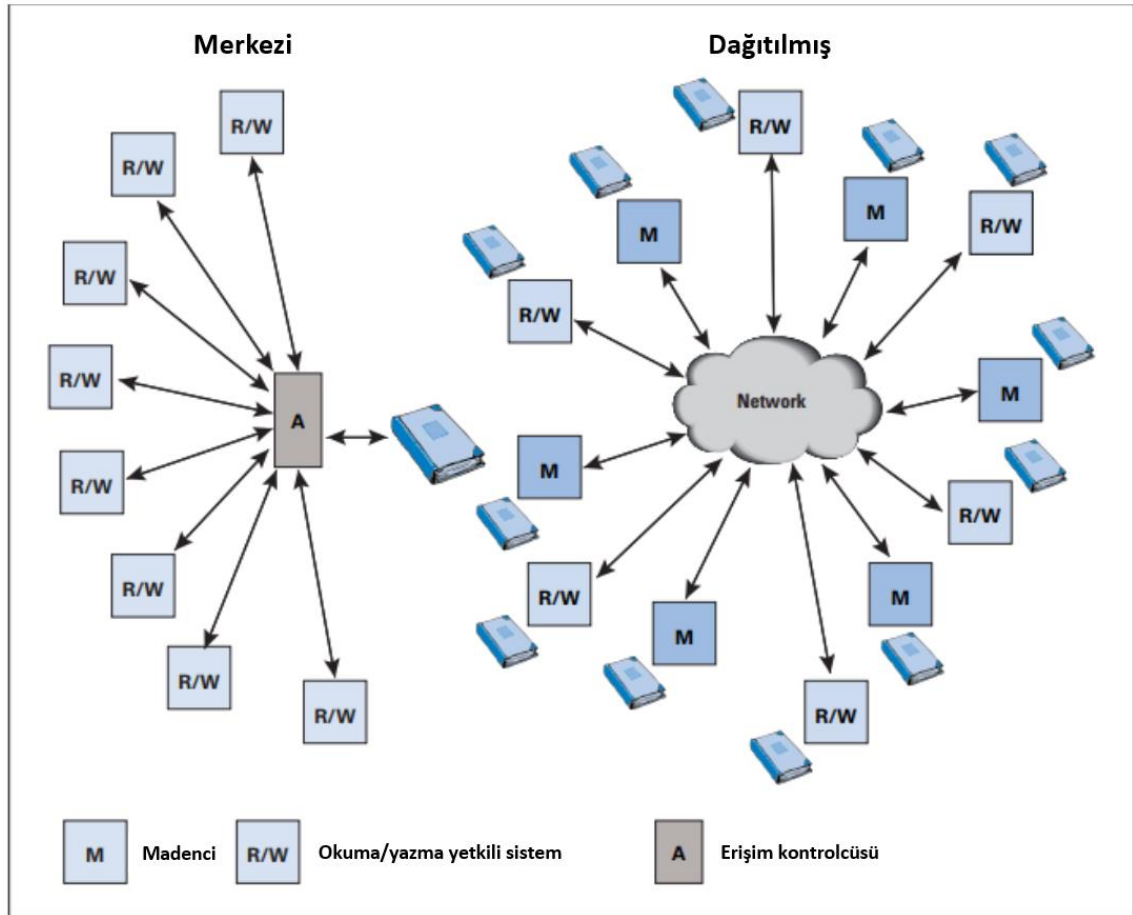 Merkezi
Dağıtılmış
R/W
R/W
R/W
R/W
R/W
R/W
R/W
R/W
A
R/W
M
M
R/W
R/W
M
Network
M
R/W
R/W
M
M
R/W
M Madenci
R/W Okuma/yazma yetkili sistem
A Erişim kontrolcüsü